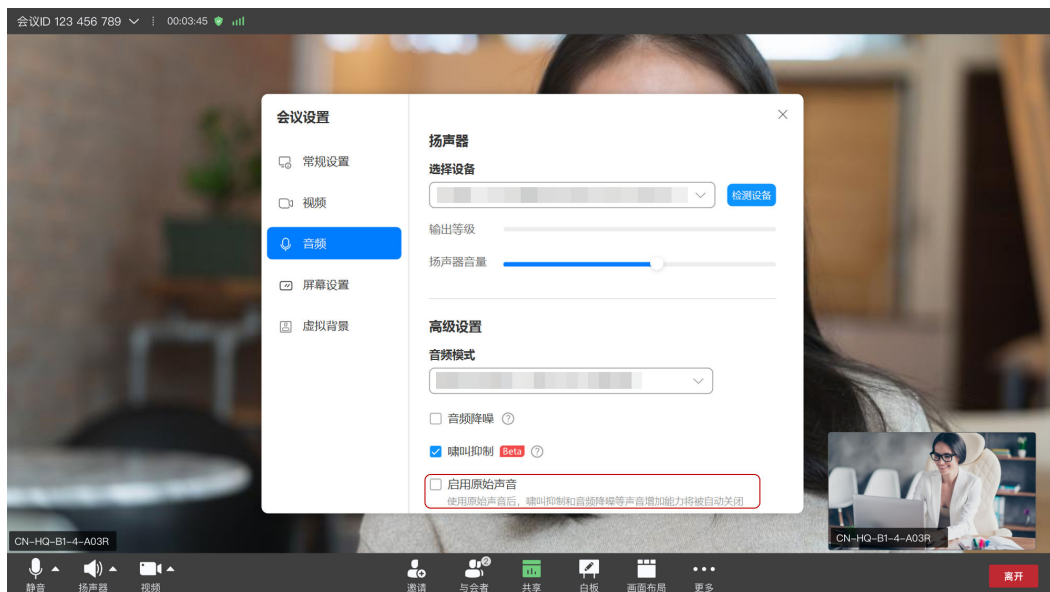 会议ID 123 456 789
00:03:45
会议设置
常规设置
视频
音频
屏幕设置
虚拟背景
扬声器
选择设备
检测设备
输出等级
扬声器音量
高级设置
音频模式
音频降噪
啸叫抑制 Beta
启用原始声音
使用原始声音后，啸叫抑制和音频降噪等声音增加能力将被自动关闭
CN-HQ-B1-4-A03R
CN-HQ-B1-4-A03R
静音
扬声器
视频
邀请
2
与会者
共享
白板
画面布局
更多
离开